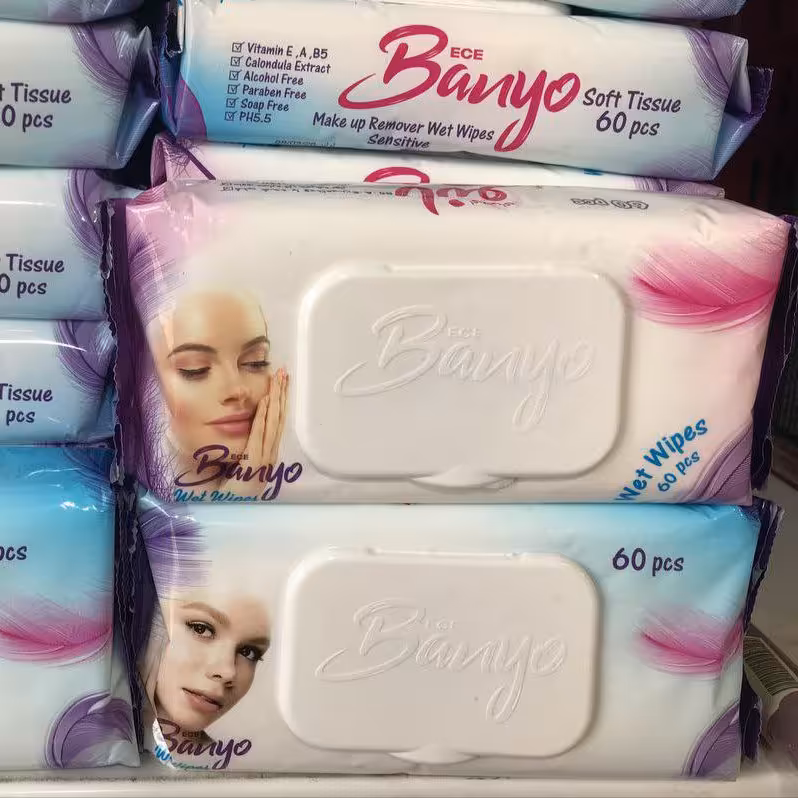 t Tissue
0 pcs
Vitamin E ,A ,B5
Calondula Extract
Alcohol Free
Paraben Free
Soap Free
PH5.5
ECE
Banyo
Make up Remover Wet Wipes
Sensitive
Soft Tissue
60 pcs
Tissue
0 pcs
Tissue
pcs
ECE
Banyo
ECE
Banyo
Wet Wipes
Wet Wipes
60 pcs
pcs
60 pcs
ECE
Banyo
ECE
Banyo